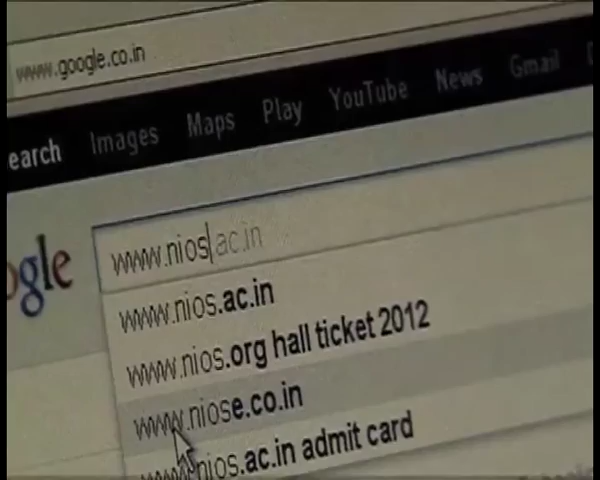 www.google.co.in
earch Images Maps Play YouTube News Gmail
ogle
www.nios.ac.in
www.nios.ac.in
www.nios.org hall ticket 2012
www.niose.co.in
www.nios.ac.in admit card